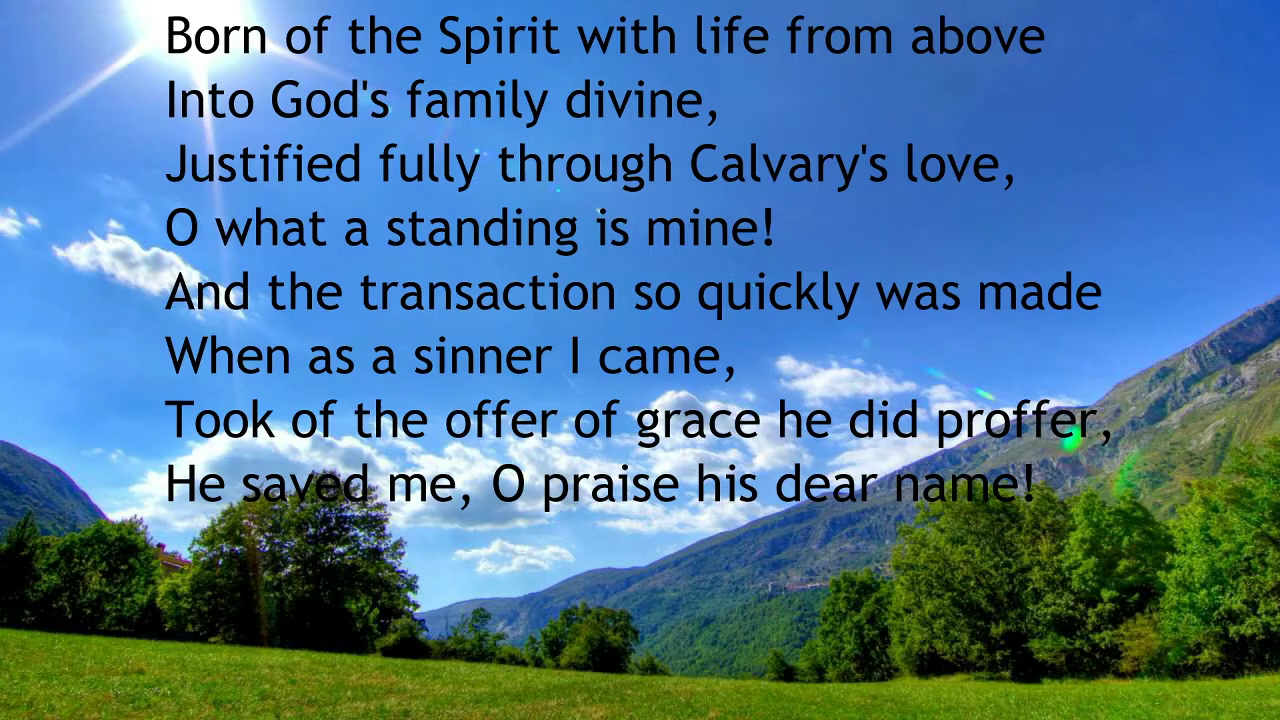 Born of the Spirit with life from above
Into God's family divine,
Justified fully through Calvary's love,
O what a standing is mine!
And the transaction so quickly was made
When as a sinner I came,
Took of the offer of grace he did proffer,
He saved me, O praise his dear name!